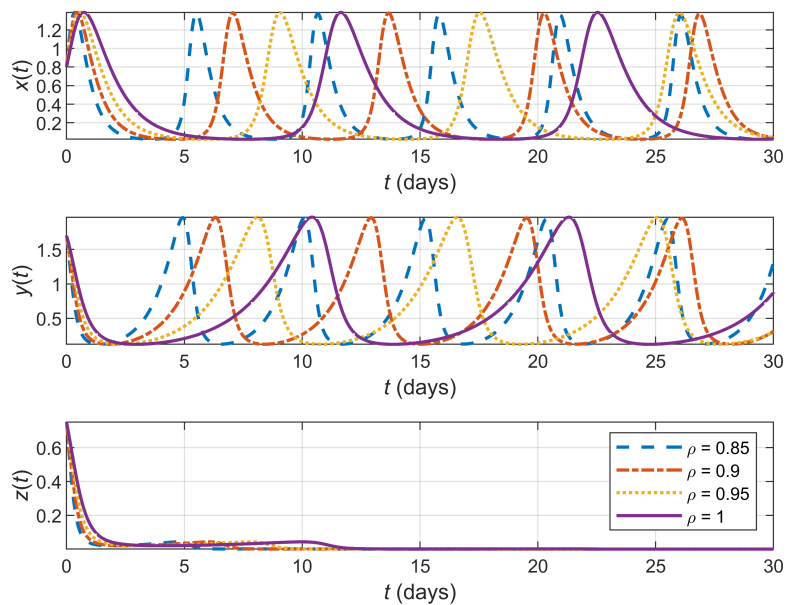 x(t)
1.2
1
0.8
0.6
0.4
0.2
0 5 10 15 20 25 30
t (days)
y(t)
1.5
1
0.5
0 5 10 15 20 25 30
t (days)
z(t)
0.6
0.4
0.2
ρ = 0.85
ρ = 0.9
ρ = 0.95
ρ = 1
0 5 10 15 20 25 30
t (days)